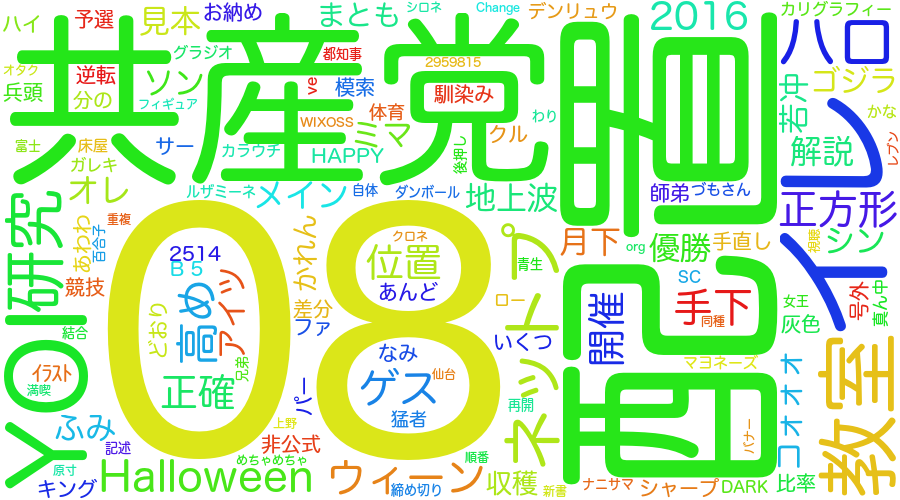 ハイ
予選
見本
お納め
まとも
シロネ
Change
デンリュウ
2016
カリグラフィー
ハロ
オタク
兵頭
逆転
分の
グラジオ
ソン
都知事
ve
模索
2959815
馴染み
共産党
配置
若冲
ゴジラ
かな
フィギュア
WIXOSS
体育
ミマ
クル
わり
後押し
解説
レブン
富士
床屋
サー
カラウチ
HAPPY
ガレキ
オレ
ルザミーネ
メイン
自体
ダンボール
地上波
師弟
づもさん
正方形
レイ
研究
重複
あわわ
百合子
2514
B5
かれん
クロネ
位置
プ
月下
org
優勝
手直し
視聴
シン
青生
競技
高め
アイツ
差分
ファ
あんど
ロー
ネット
開催
SC
手下
同種
女王
灰色
号外
真ん中
YOI
08
結合
どおり
兄弟
なみ
いくつ
マヨネーズ
イラスト
満喫
正確
パー
ゲス
仙台
猛者
再開
コオオオ
教室
ふみ
上野
記述
非公式
めちゃめちゃ
順番
バナー
原寸
キング
Halloween
ウィーン
締め切り
収穫
新書
ナニサマ
シャープ
DARK
比率